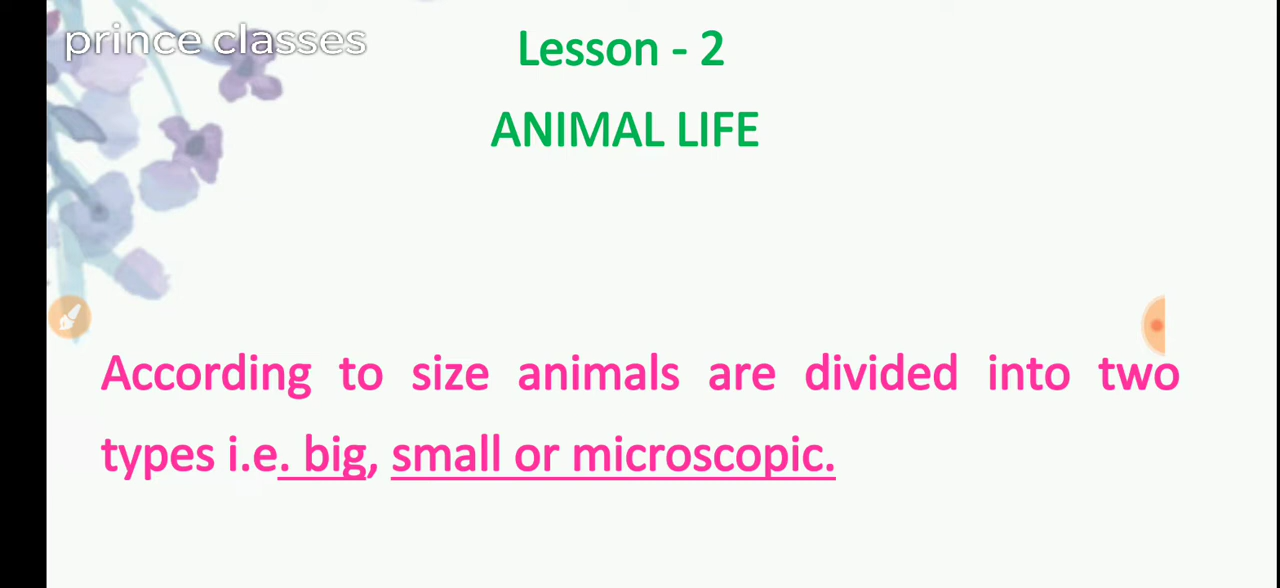 prince classes
Lesson - 2
ANIMAL LIFE
According to size animals are divided into two
types i.e. big, small or microscopic.